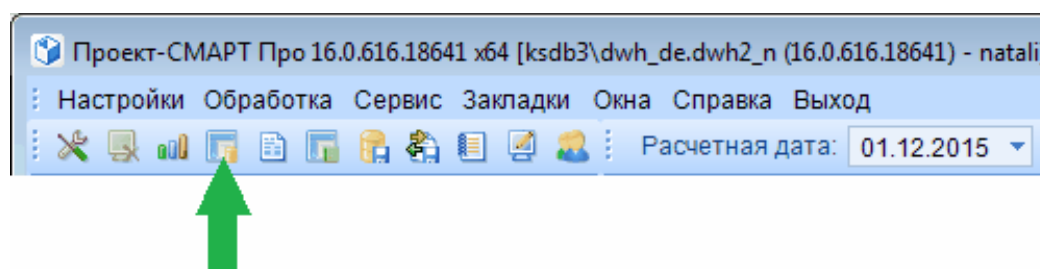 Проект-СМАРТ Про 16.0.616.18641 x64 [ksdb3\dwh_de.dwh2_n (16.0.616.18641) - natali
Настройки Обработка Сервис Закладки Окна Справка Выход
Расчетная дата: 01.12.2015